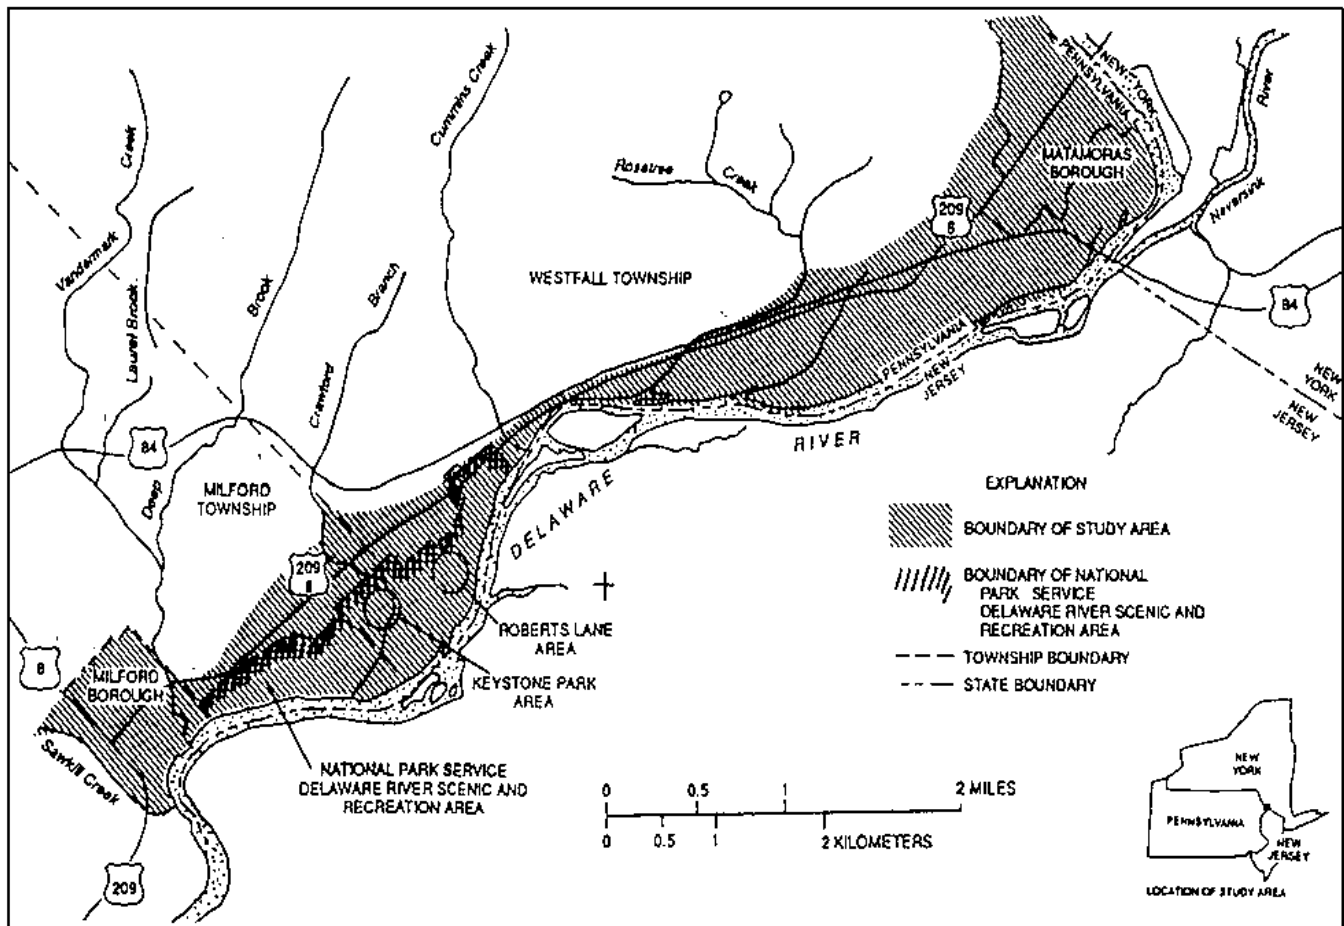 Creek
Vandermark
Laurel Brook
Brook
Deep
Crawford
Branch
Cummins Creek
Rosetree
Creek
WESTFALL TOWNSHIP
NEW YORK
PENNSYLVANIA
MATAMORAS
BOROUGH
209
6
River
Neversink
84
NEW YORK
NEW JERSEY
PENNSYLVANIA
NEW
JERSEY
DELAWARE
RIVER
84
MILFORD
TOWNSHIP
209
6
6
MILFORD
BOROUGH
Sawkill Creek
209
ROBERTS LANE
AREA
KEYSTONE PARK
AREA
NATIONAL PARK SERVICE
DELAWARE RIVER SCENIC AND
RECREATION AREA
EXPLANATION
BOUNDARY OF STUDY AREA
BOUNDARY OF NATIONAL
PARK SERVICE
DELAWARE RIVER SCENIC AND
RECREATION AREA
TOWNSHIP BOUNDARY
STATE BOUNDARY
0 0.5 1 2 MILES
0 0.5 1 2 KILOMETERS
NEW
YORK
PENNSYLVANIA
NEW
JERSEY
LOCATION OF STUDY AREA